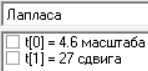 Лапласа
t[0] = 4.6 масштаба
t[1] = 27 сдвига